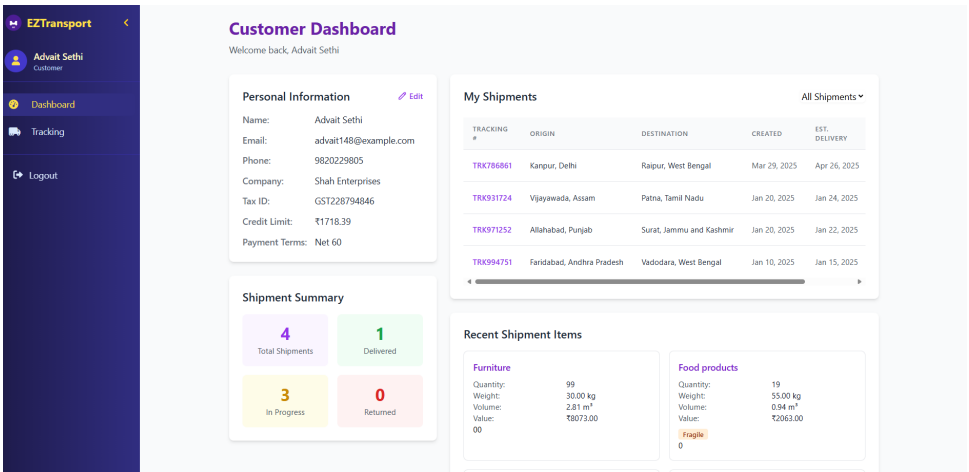 EZTransport
Advait Sethi
Customer
Dashboard
Tracking
Logout
Customer Dashboard
Welcome back, Advait Sethi
Personal Information
Edit
Name: Advait Sethi
Email: advait148@example.com
Phone: 9820229805
Company: Shah Enterprises
Tax ID: GST228794846
Credit Limit: ₹1718.39
Payment Terms: Net 60
Shipment Summary
4
Total Shipments
1
Delivered
3
In Progress
0
Returned
My Shipments
All Shipments
TRACKING # ORIGIN DESTINATION CREATED EST. DELIVERY
TRK786861 Kanpur, Delhi Raipur, West Bengal Mar 29, 2025 Apr 26, 2025
TRK931724 Vijayawada, Assam Patna, Tamil Nadu Jan 20, 2025 Jan 24, 2025
TRK971252 Allahabad, Punjab Surat, Jammu and Kashmir Jan 20, 2025 Jan 22, 2025
TRK994751 Faridabad, Andhra Pradesh Vadodara, West Bengal Jan 10, 2025 Jan 15, 2025
Recent Shipment Items
Furniture
Quantity: 99
Weight: 30.00 kg
Volume: 2.81 m³
Value: ₹8073.00
00
Food products
Quantity: 19
Weight: 55.00 kg
Volume: 0.94 m³
Value: ₹2063.00
Fragile
0